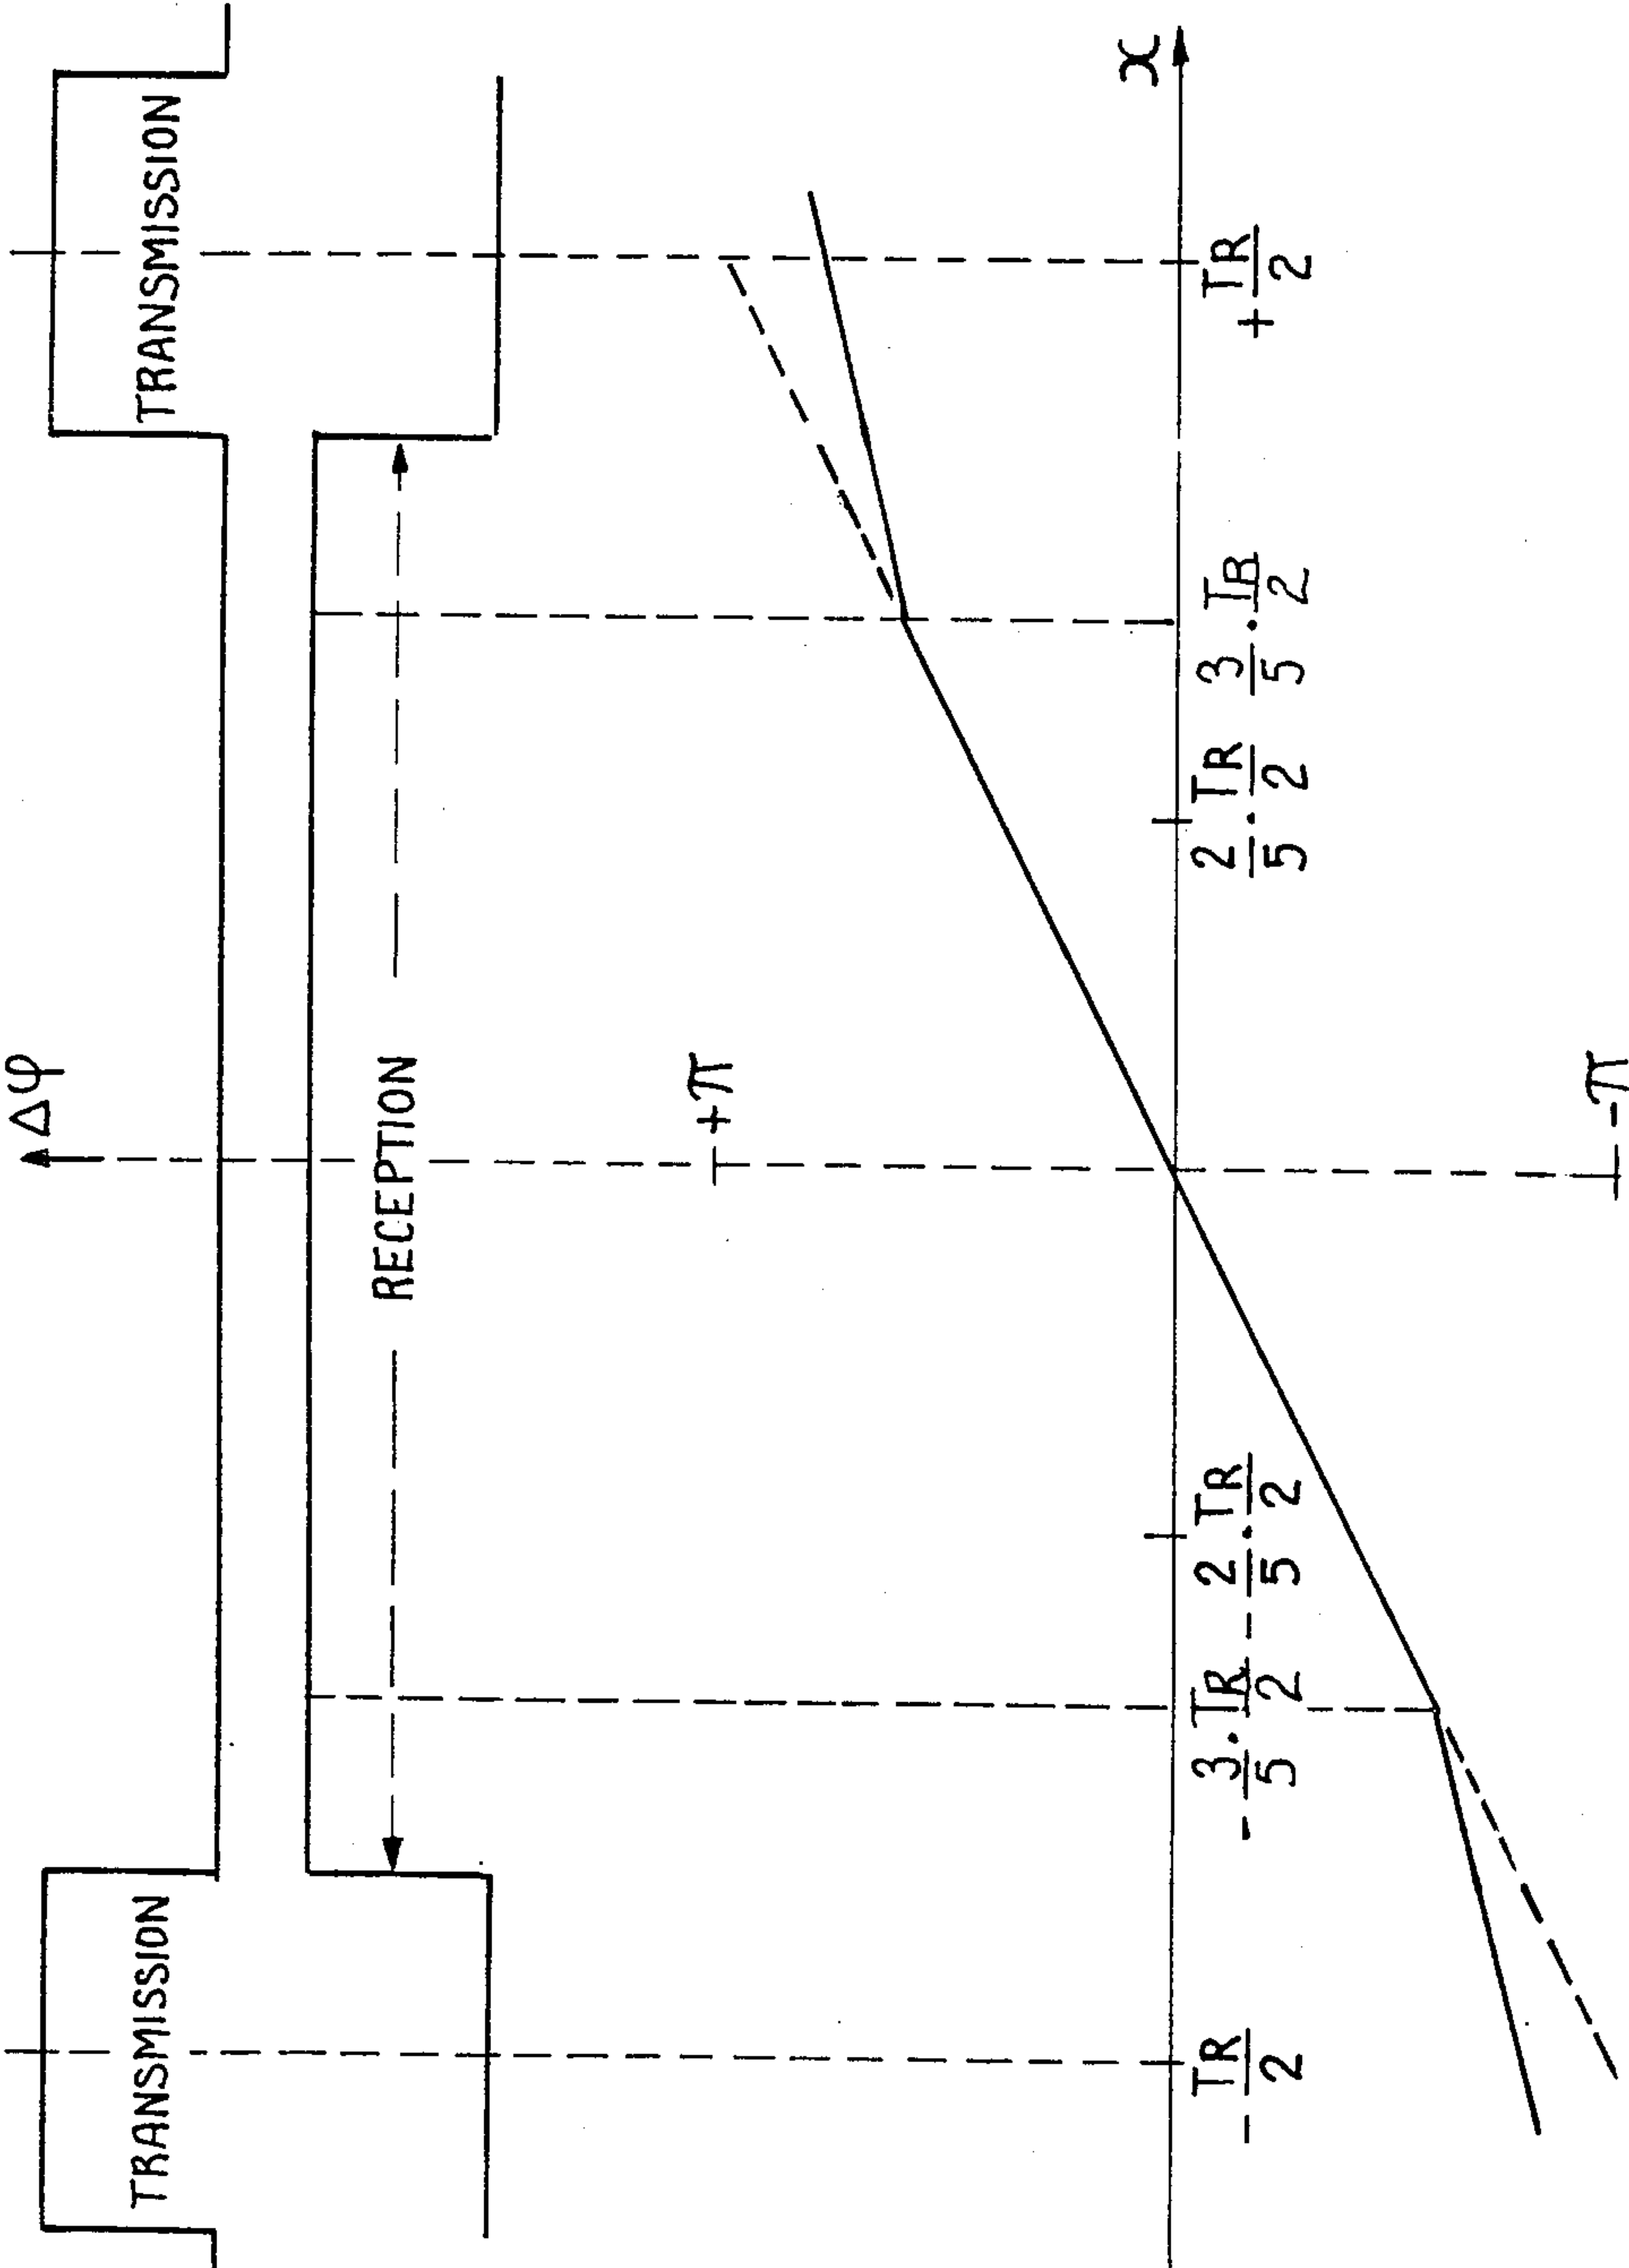 Δφ
TRANSMISSION
TRANSMISSION
RECEPTION
+π
x
-TR/2
-3/5·TR/2
-2/5·TR/2
2/5·TR/2
3/5·TR/2
+TR/2
-π